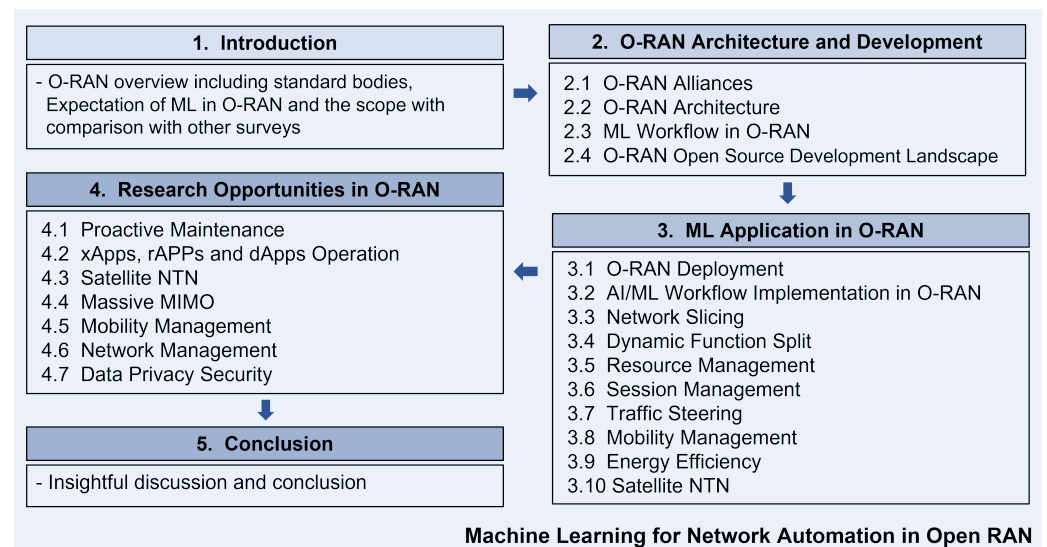 1. Introduction
- O-RAN overview including standard bodies,
Expectation of ML in O-RAN and the scope with
comparison with other surveys
2. O-RAN Architecture and Development
2.1 O-RAN Alliances
2.2 O-RAN Architecture
2.3 ML Workflow in O-RAN
2.4 O-RAN Open Source Development Landscape
3. ML Application in O-RAN
3.1 O-RAN Deployment
3.2 AI/ML Workflow Implementation in O-RAN
3.3 Network Slicing
3.4 Dynamic Function Split
3.5 Resource Management
3.6 Session Management
3.7 Traffic Steering
3.8 Mobility Management
3.9 Energy Efficiency
3.10 Satellite NTN
4. Research Opportunities in O-RAN
4.1 Proactive Maintenance
4.2 xApps, rAPPs and dApps Operation
4.3 Satellite NTN
4.4 Massive MIMO
4.5 Mobility Management
4.6 Network Management
4.7 Data Privacy Security
5. Conclusion
- Insightful discussion and conclusion
Machine Learning for Network Automation in Open RAN